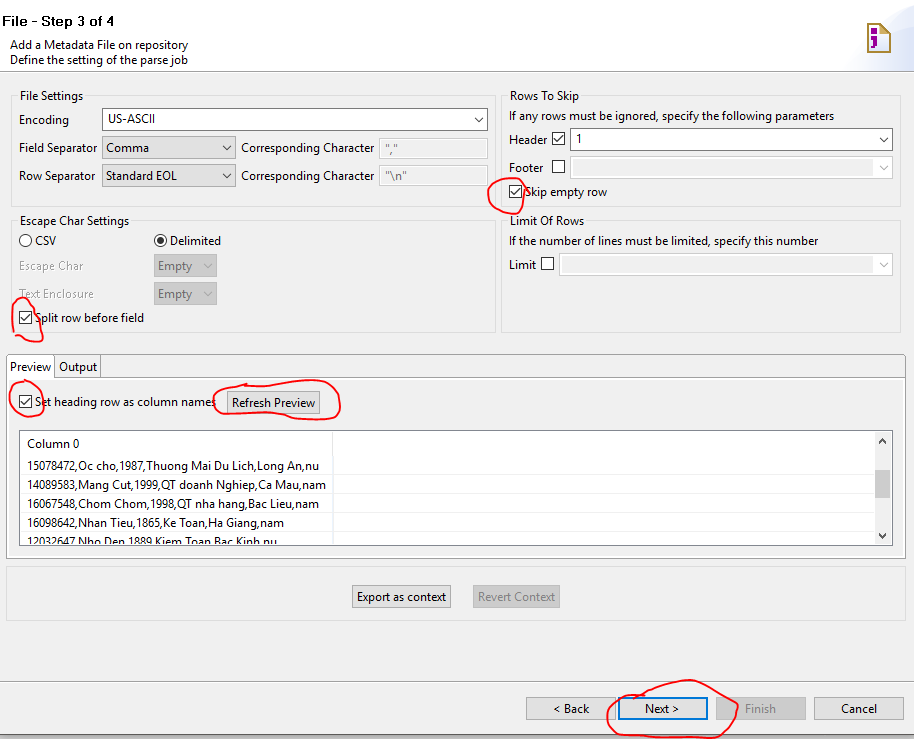 File - Step 3 of 4
Add a Metadata File on repository
Define the setting of the parse job
File Settings
Encoding US-ASCII
Field Separator Comma Corresponding Character ","
Row Separator Standard EOL Corresponding Character "\n"
Rows To Skip
If any rows must be ignored, specify the following parameters
Header 1
Footer
Skip empty row
Escape Char Settings
CSV Delimited
Escape Char Empty
Text Enclosure Empty
Split row before field
Limit Of Rows
If the number of lines must be limited, specify this number
Limit
Preview Output
Set heading row as column names Refresh Preview
Column 0
15078472,Oc cho,1987,Thuong Mai Du Lich,Long An,nu
14089583,Mang Cut,1999,QT doanh Nghiep,Ca Mau,nam
16067548,Chom Chom,1998,QT nha hang,Bac Lieu,nam
16098642,Nhan Tieu,1865,Ke Toan,Ha Giang,nam
12032647,Nho Den,1889,Kiem Toan,Bac Kinh,nu
Export as context Revert Context
< Back Next > Finish Cancel